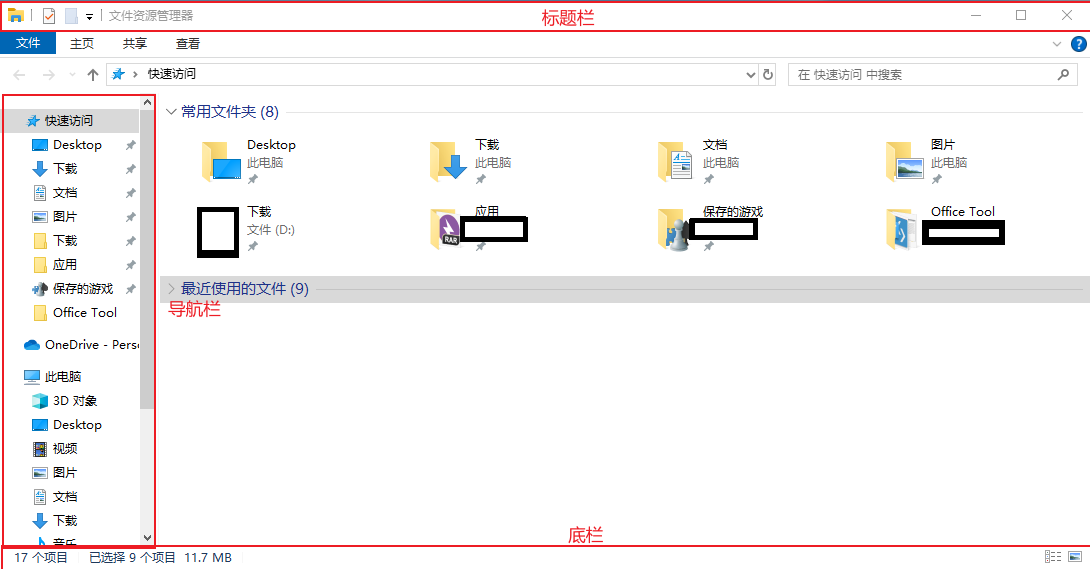 文件资源管理器
标题栏
文件 主页 共享 查看
快速访问
在 快速访问 中搜索
快速访问
Desktop
下载
文档
图片
下载
应用
保存的游戏
Office Tool
OneDrive - Pers
此电脑
3D 对象
Desktop
视频
图片
文档
下载
音乐
常用文件夹 (8)
Desktop
此电脑
下载
此电脑
文档
此电脑
图片
此电脑
下载
文件 (D:)
应用
RAR
保存的游戏
Office Tool
最近使用的文件 (9)
导航栏
底栏
17 个项目 已选择 9 个项目 11.7 MB